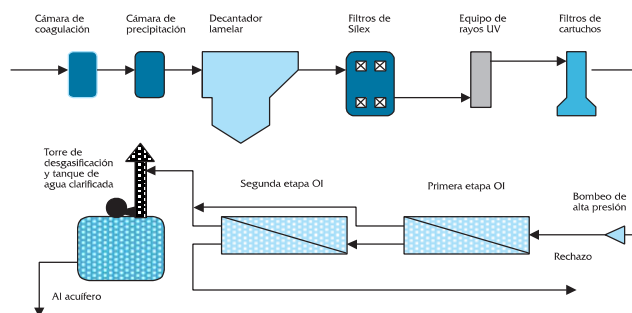 Cámara de
coagulación
Cámara de
precipitación
Decantador
lamelar
Filtros de
Sílex
Equipo de
rayos UV
Filtros de
cartuchos
Torre de
desgasificación
y tanque de
agua clarificada
Segunda etapa OI
Primera etapa OI
Bombeo de
alta presión
Rechazo
Al acuífero